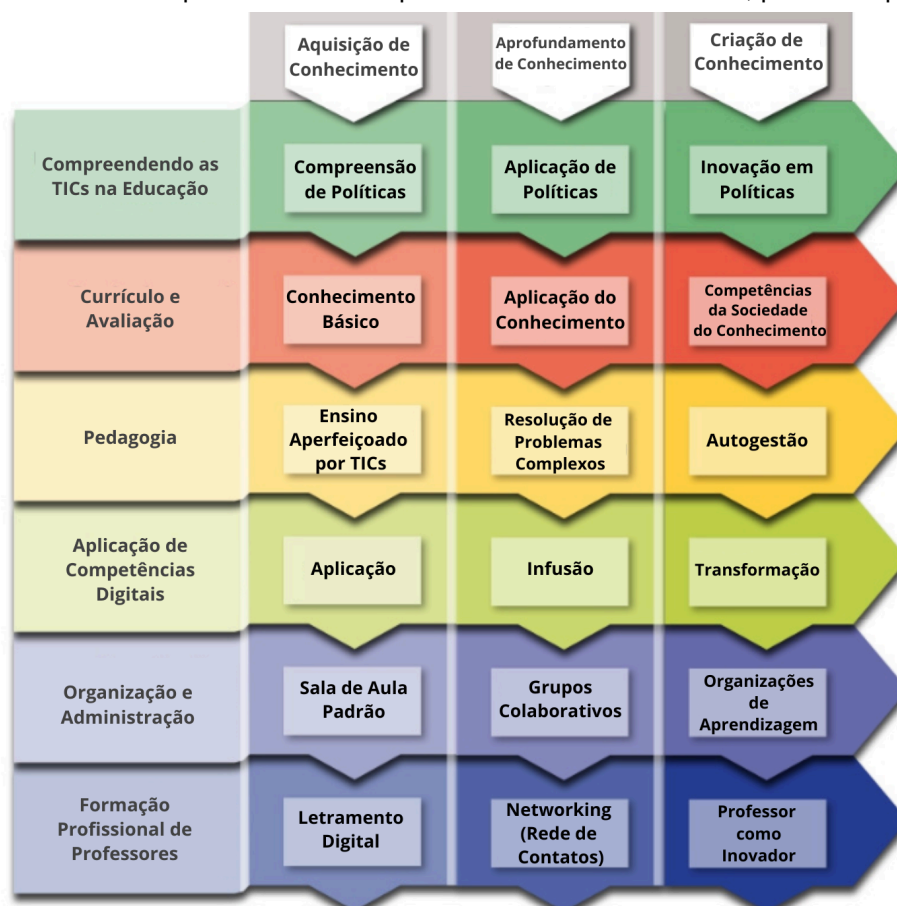 Aquisição de
Conhecimento
Aprofundamento
de Conhecimento
Criação de
Conhecimento
Compreendendo as
TICs na Educação
Compreensão
de Políticas
Aplicação de
Políticas
Inovação em
Políticas
Currículo e
Avaliação
Conhecimento
Básico
Aplicação do
Conhecimento
Competências
da Sociedade
do Conhecimento
Pedagogia
Ensino
Aperfeiçoado
por TICs
Resolução de
Problemas
Complexos
Autogestão
Aplicação de
Competências
Digitais
Aplicação
Infusão
Transformação
Organização e
Administração
Sala de Aula
Padrão
Grupos
Colaborativos
Organizações
de
Aprendizagem
Formação
Profissional de
Professores
Letramento
Digital
Networking
(Rede de
Contatos)
Professor
como
Inovador